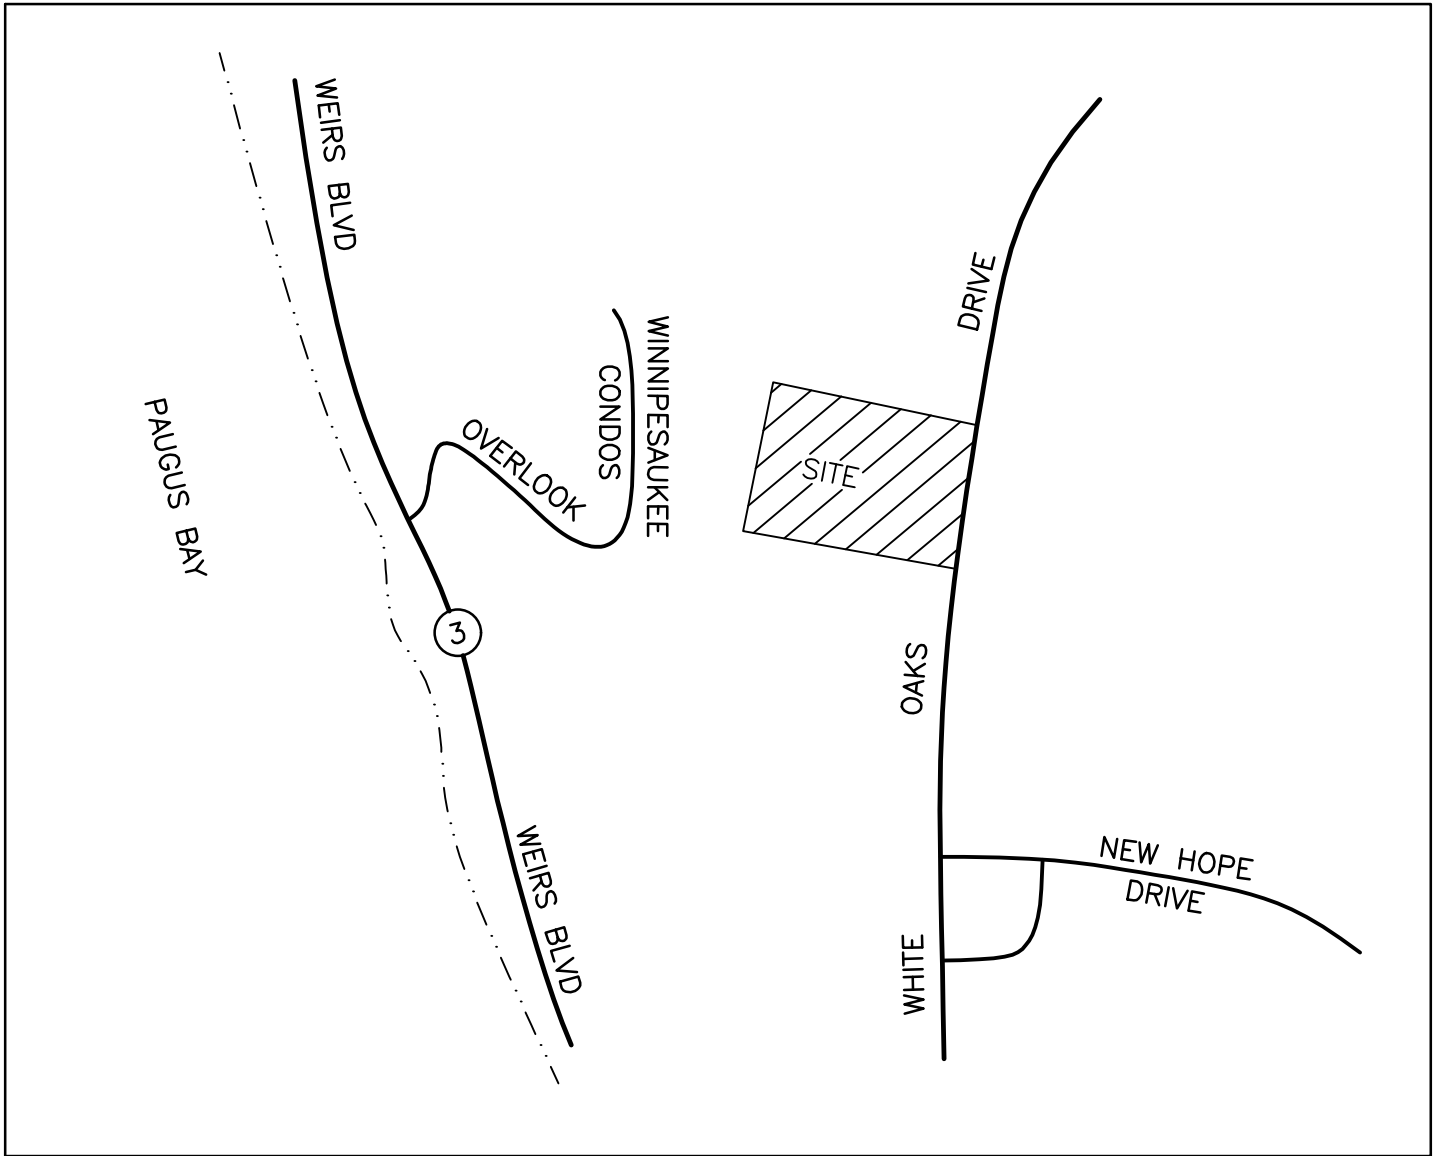 WEIRS BLVD
DRIVE
WINNIPESAUKEE
CONDOS
OVERLOOK
PAUGUS BAY
SITE
3
OAKS
WEIRS BLVD
NEW HOPE
DRIVE
WHITE